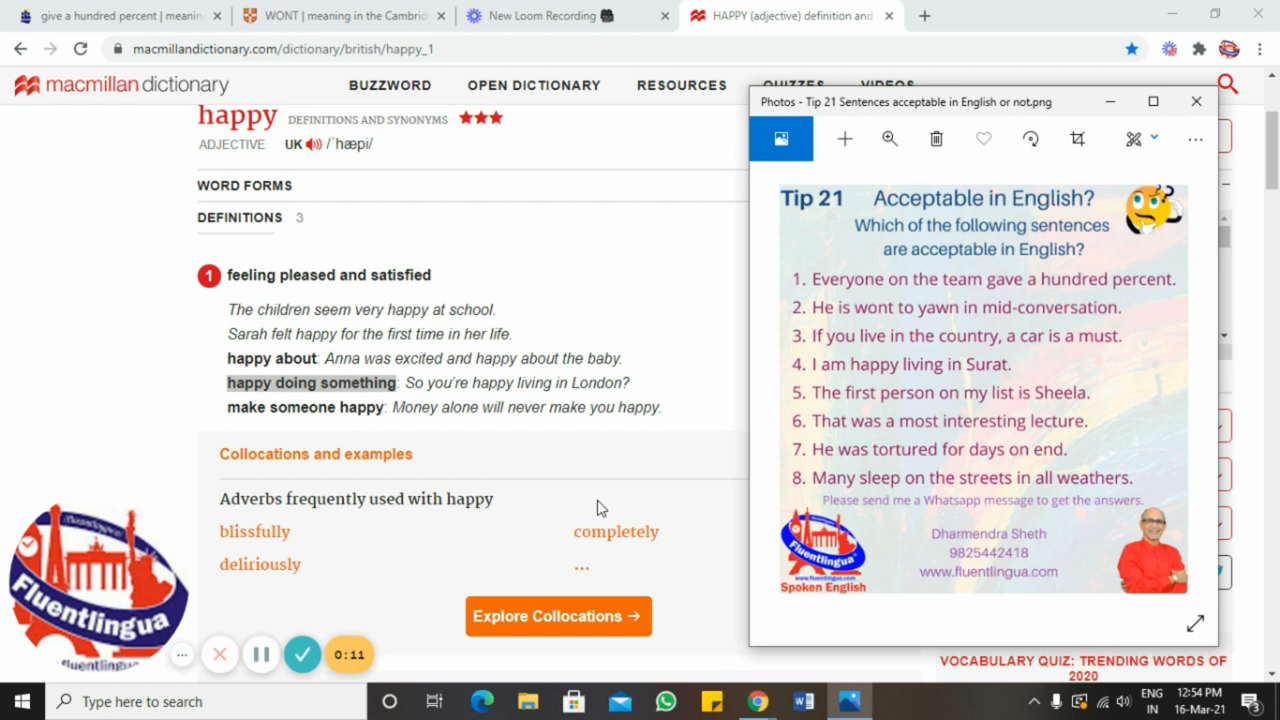 give a hundred percent | meanin
WONT | meaning in the Cambrid
New Loom Recording
HAPPY (adjective) definition and
macmillandictionary.com/dictionary/british/happy_1
macmillan dictionary
BUZZWORD
OPEN DICTIONARY
RESOURCES
QUIZZES
VIDEOS
happy DEFINITIONS AND SYNONYMS
ADJECTIVE UK /ˈhæpi/
WORD FORMS
DEFINITIONS 3
1 feeling pleased and satisfied
The children seem very happy at school.
Sarah felt happy for the first time in her life.
happy about: Anna was excited and happy about the baby.
happy doing something: So you're happy living in London?
make someone happy: Money alone will never make you happy.
Collocations and examples
Adverbs frequently used with happy
blissfully completely
deliriously ...
Explore Collocations →
Photos - Tip 21 Sentences acceptable in English or not.png
Tip 21 Acceptable in English?
Which of the following sentences
are acceptable in English?
1. Everyone on the team gave a hundred percent.
2. He is wont to yawn in mid-conversation.
3. If you live in the country, a car is a must.
4. I am happy living in Surat.
5. The first person on my list is Sheela.
6. That was a most interesting lecture.
7. He was tortured for days on end.
8. Many sleep on the streets in all weathers.
Please send me a Whatsapp message to get the answers.
Dharmendra Sheth
9825442418
www.fluentlingua.com
Fluentlingua
www.fluentlingua.com
Spoken English
Fluentlingua
0:11
VOCABULARY QUIZ: TRENDING WORDS OF
2020
Type here to search
ENG
IN
12:54 PM
16-Mar-21
3